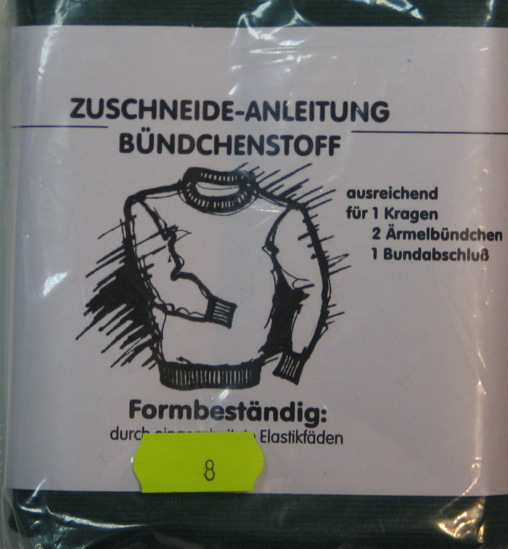 ZUSCHNEIDE-ANLEITUNG
BÜNDCHENSTOFF
ausreichend
für 1 Kragen
2 Ärmelbündchen
1 Bundabschluß
Formbeständig:
durch Elastikfäden
8